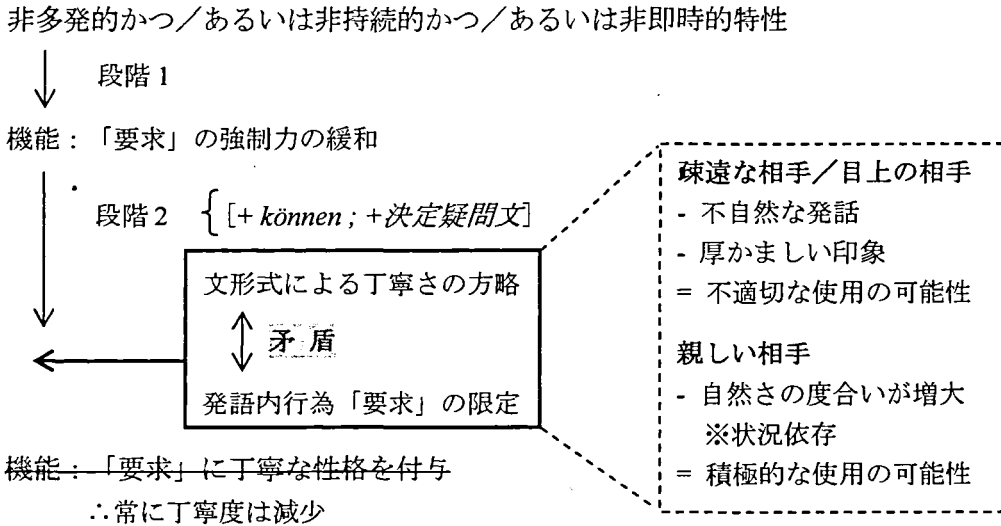 非多発的かつ／あるいは非持続的かつ／あるいは非即時的特性
段階 1
機能：「要求」の強制力の緩和
段階 2 { [+ können ; +決定疑問文]
文形式による丁寧さの方略
矛 盾
発語内行為「要求」の限定
機能：「要求」に丁寧な性格を付与
∴常に丁寧度は減少
疎遠な相手／目上の相手
- 不自然な発話
- 厚かましい印象
= 不適切な使用の可能性
親しい相手
- 自然さの度合いが増大
※状況依存
= 積極的な使用の可能性